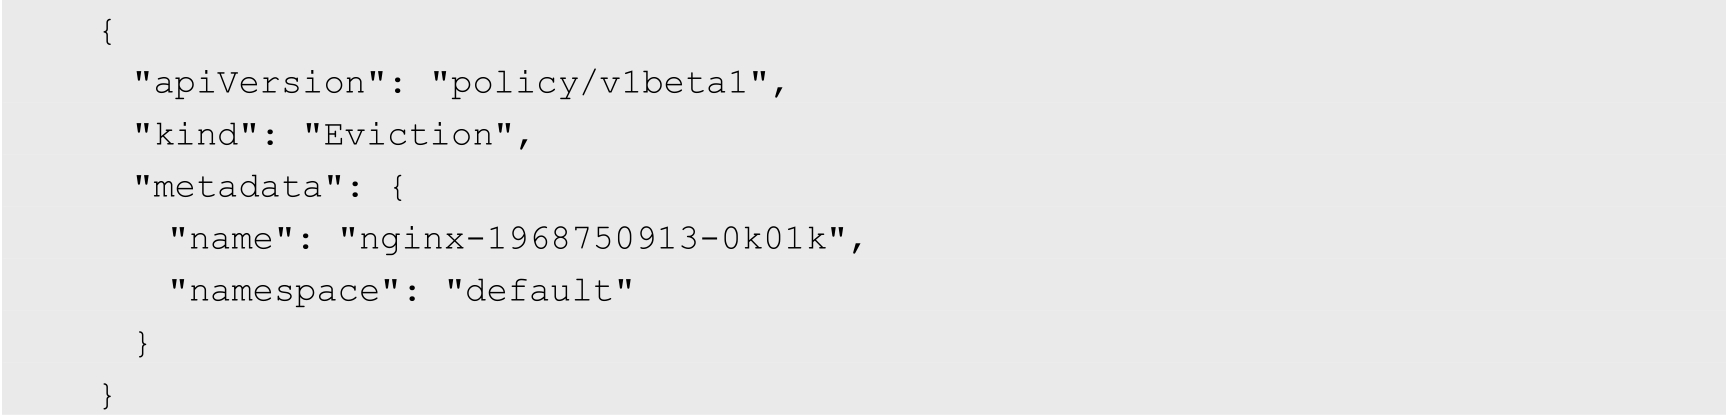 {
"apiVersion": "policy/v1beta1",
"kind": "Eviction",
"metadata": {
"name": "nginx-1968750913-0k01k",
"namespace": "default"
}
}